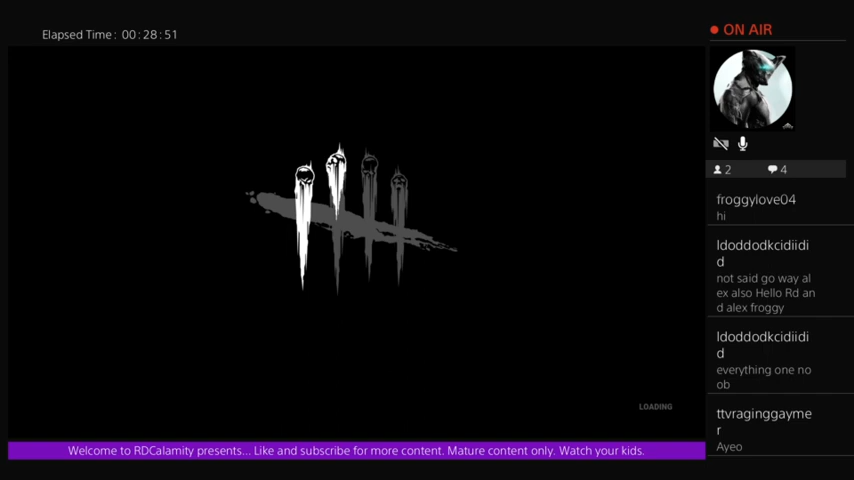 Elapsed Time: 00:28:51
ON AIR
2
4
froggylove04
hi
ldoddodkcidiidi
d
not said go way al
ex also Hello Rd an
d alex froggy
ldoddodkcidiidi
d
everything one no
ob
ttvraginggayme
r
Ayeo
LOADING
Welcome to RDCalamity presents... Like and subscribe for more content. Mature content only. Watch your kids.